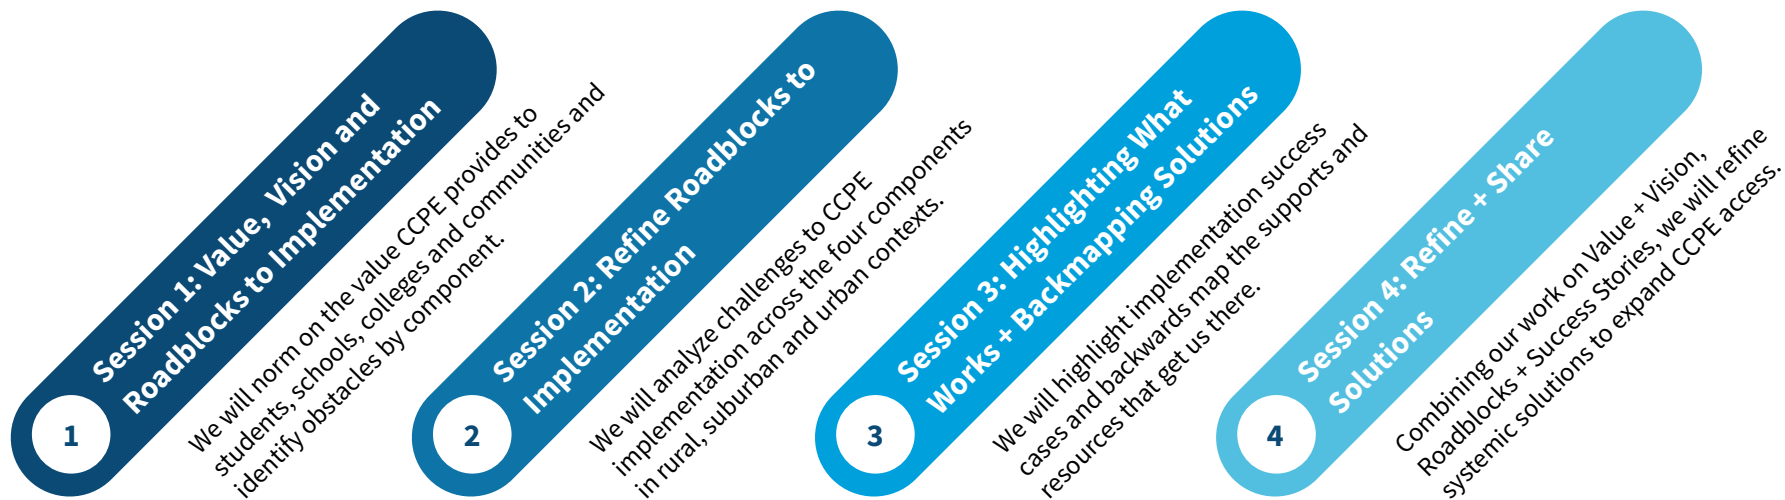 1
Session 1: Value, Vision and
Roadblocks to Implementation
We will norm on the value CCPE provides to
students, schools, colleges and communities and
identify obstacles by component.
2
Session 2: Refine Roadblocks to
Implementation
We will analyze challenges to CCPE
implementation across the four components
in rural, suburban and urban contexts.
3
Session 3: Highlighting What
Works + Backmapping Solutions
We will highlight implementation success
cases and backwards map the supports and
resources that get us there.
4
Session 4: Refine + Share
Solutions
Combining our work on Value + Vision,
Roadblocks + Success Stories, we will refine
systemic solutions to expand CCPE access.